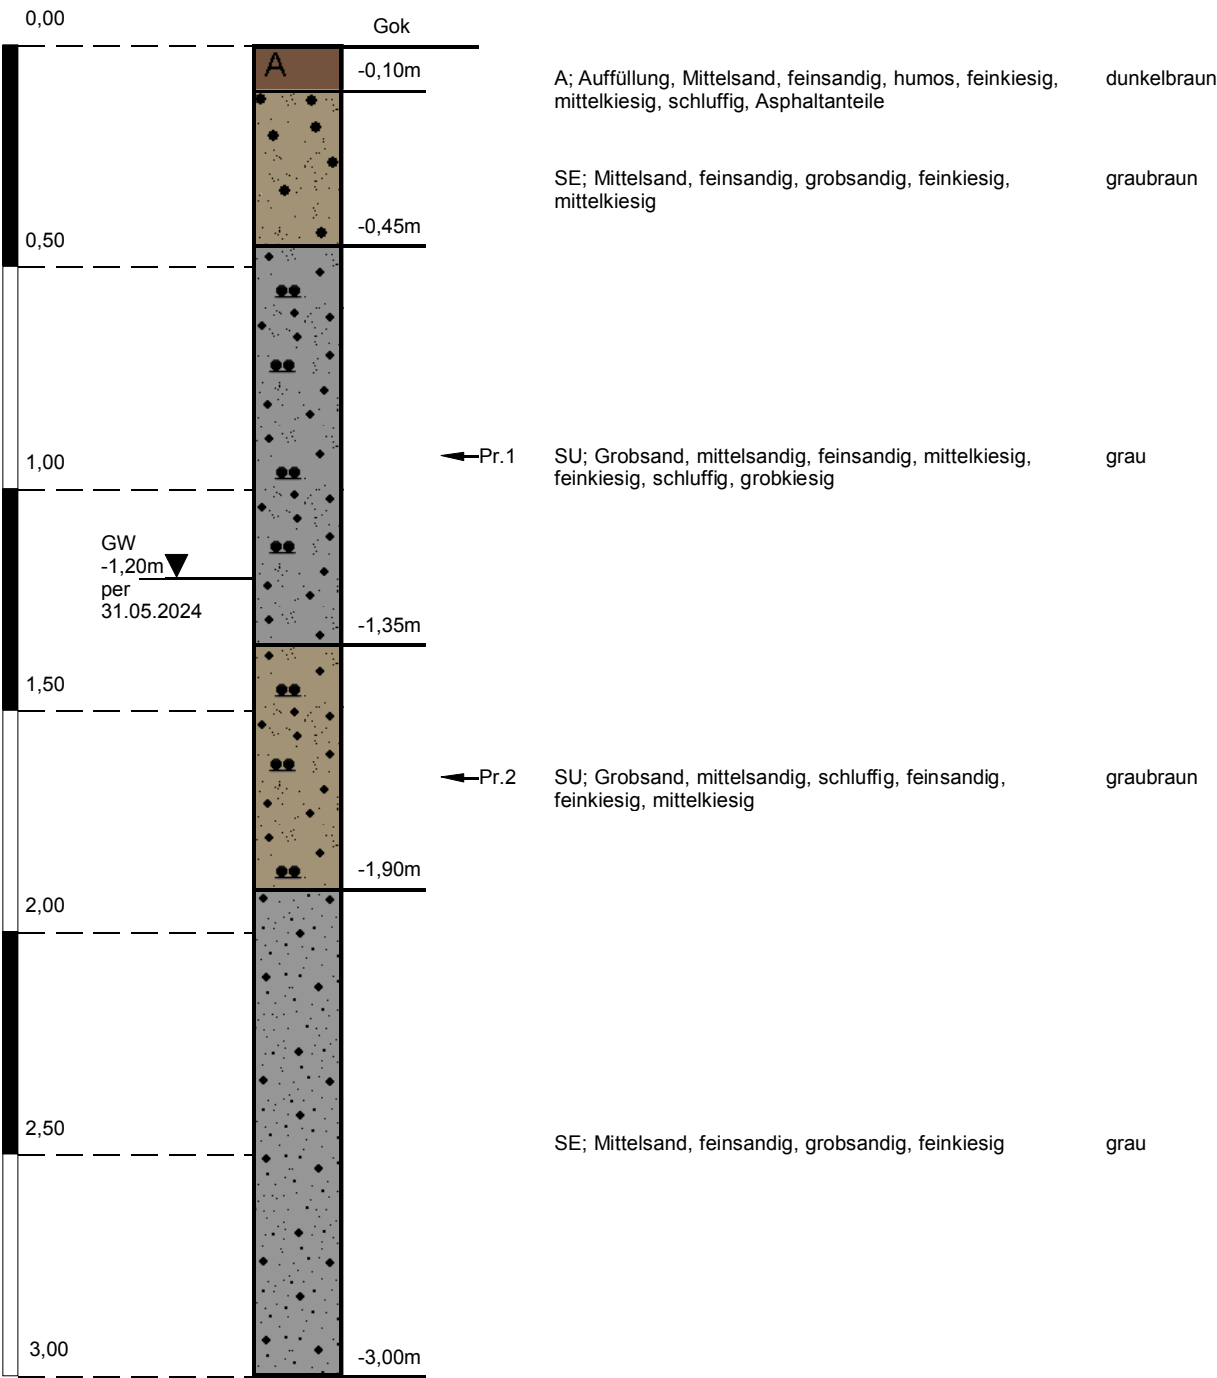 0,00
Gok
A
-0,10m
A; Auffüllung, Mittelsand, feinsandig, humos, feinkiesig,
mittelkiesig, schluffig, Asphaltanteile
dunkelbraun
SE; Mittelsand, feinsandig, grobsandig, feinkiesig,
mittelkiesig
graubraun
-0,45m
0,50
1,00
Pr.1
SU; Grobsand, mittelsandig, feinsandig, mittelkiesig,
feinkiesig, schluffig, grobkiesig
grau
GW
-1,20m
per
31.05.2024
-1,35m
1,50
Pr.2
SU; Grobsand, mittelsandig, schluffig, feinsandig,
feinkiesig, mittelkiesig
graubraun
-1,90m
2,00
2,50
SE; Mittelsand, feinsandig, grobsandig, feinkiesig
grau
3,00
-3,00m